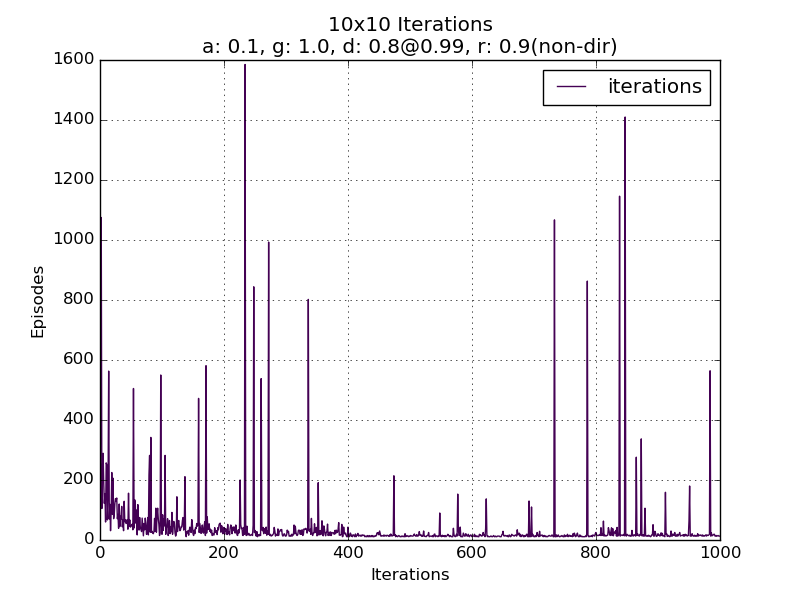 10x10 Iterations
a: 0.1, g: 1.0, d: 0.8@0.99, r: 0.9(non-dir)
iterations
1600
1400
1200
1000
800
600
400
200
0
Episodes
0 200 400 600 800 1000
Iterations